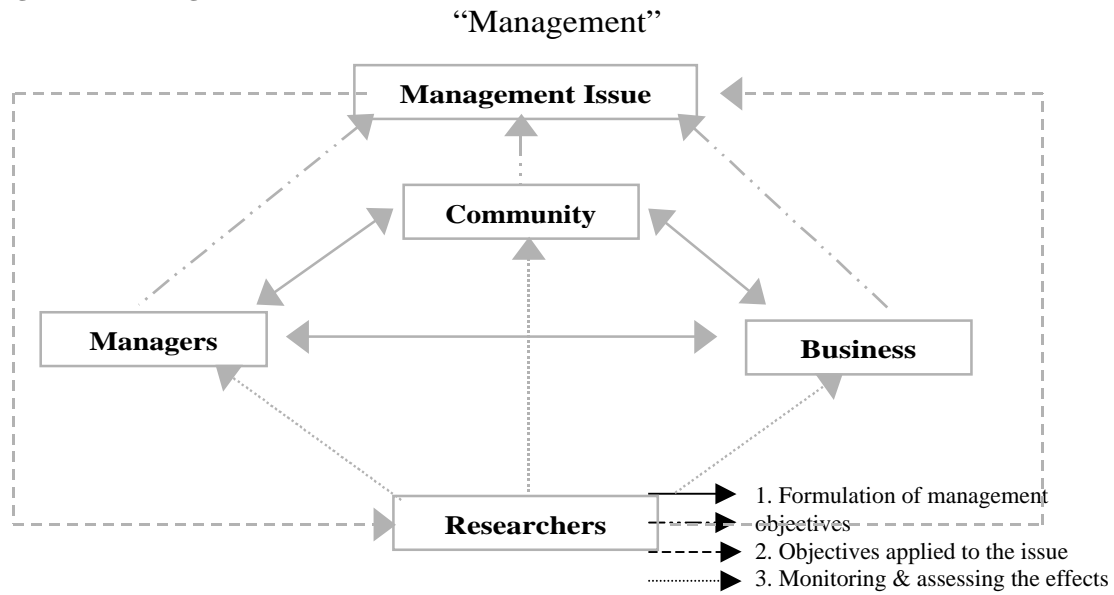 “Management”
Management Issue
Community
Managers
Business
Researchers
1. Formulation of management
objectives
2. Objectives applied to the issue
3. Monitoring & assessing the effects